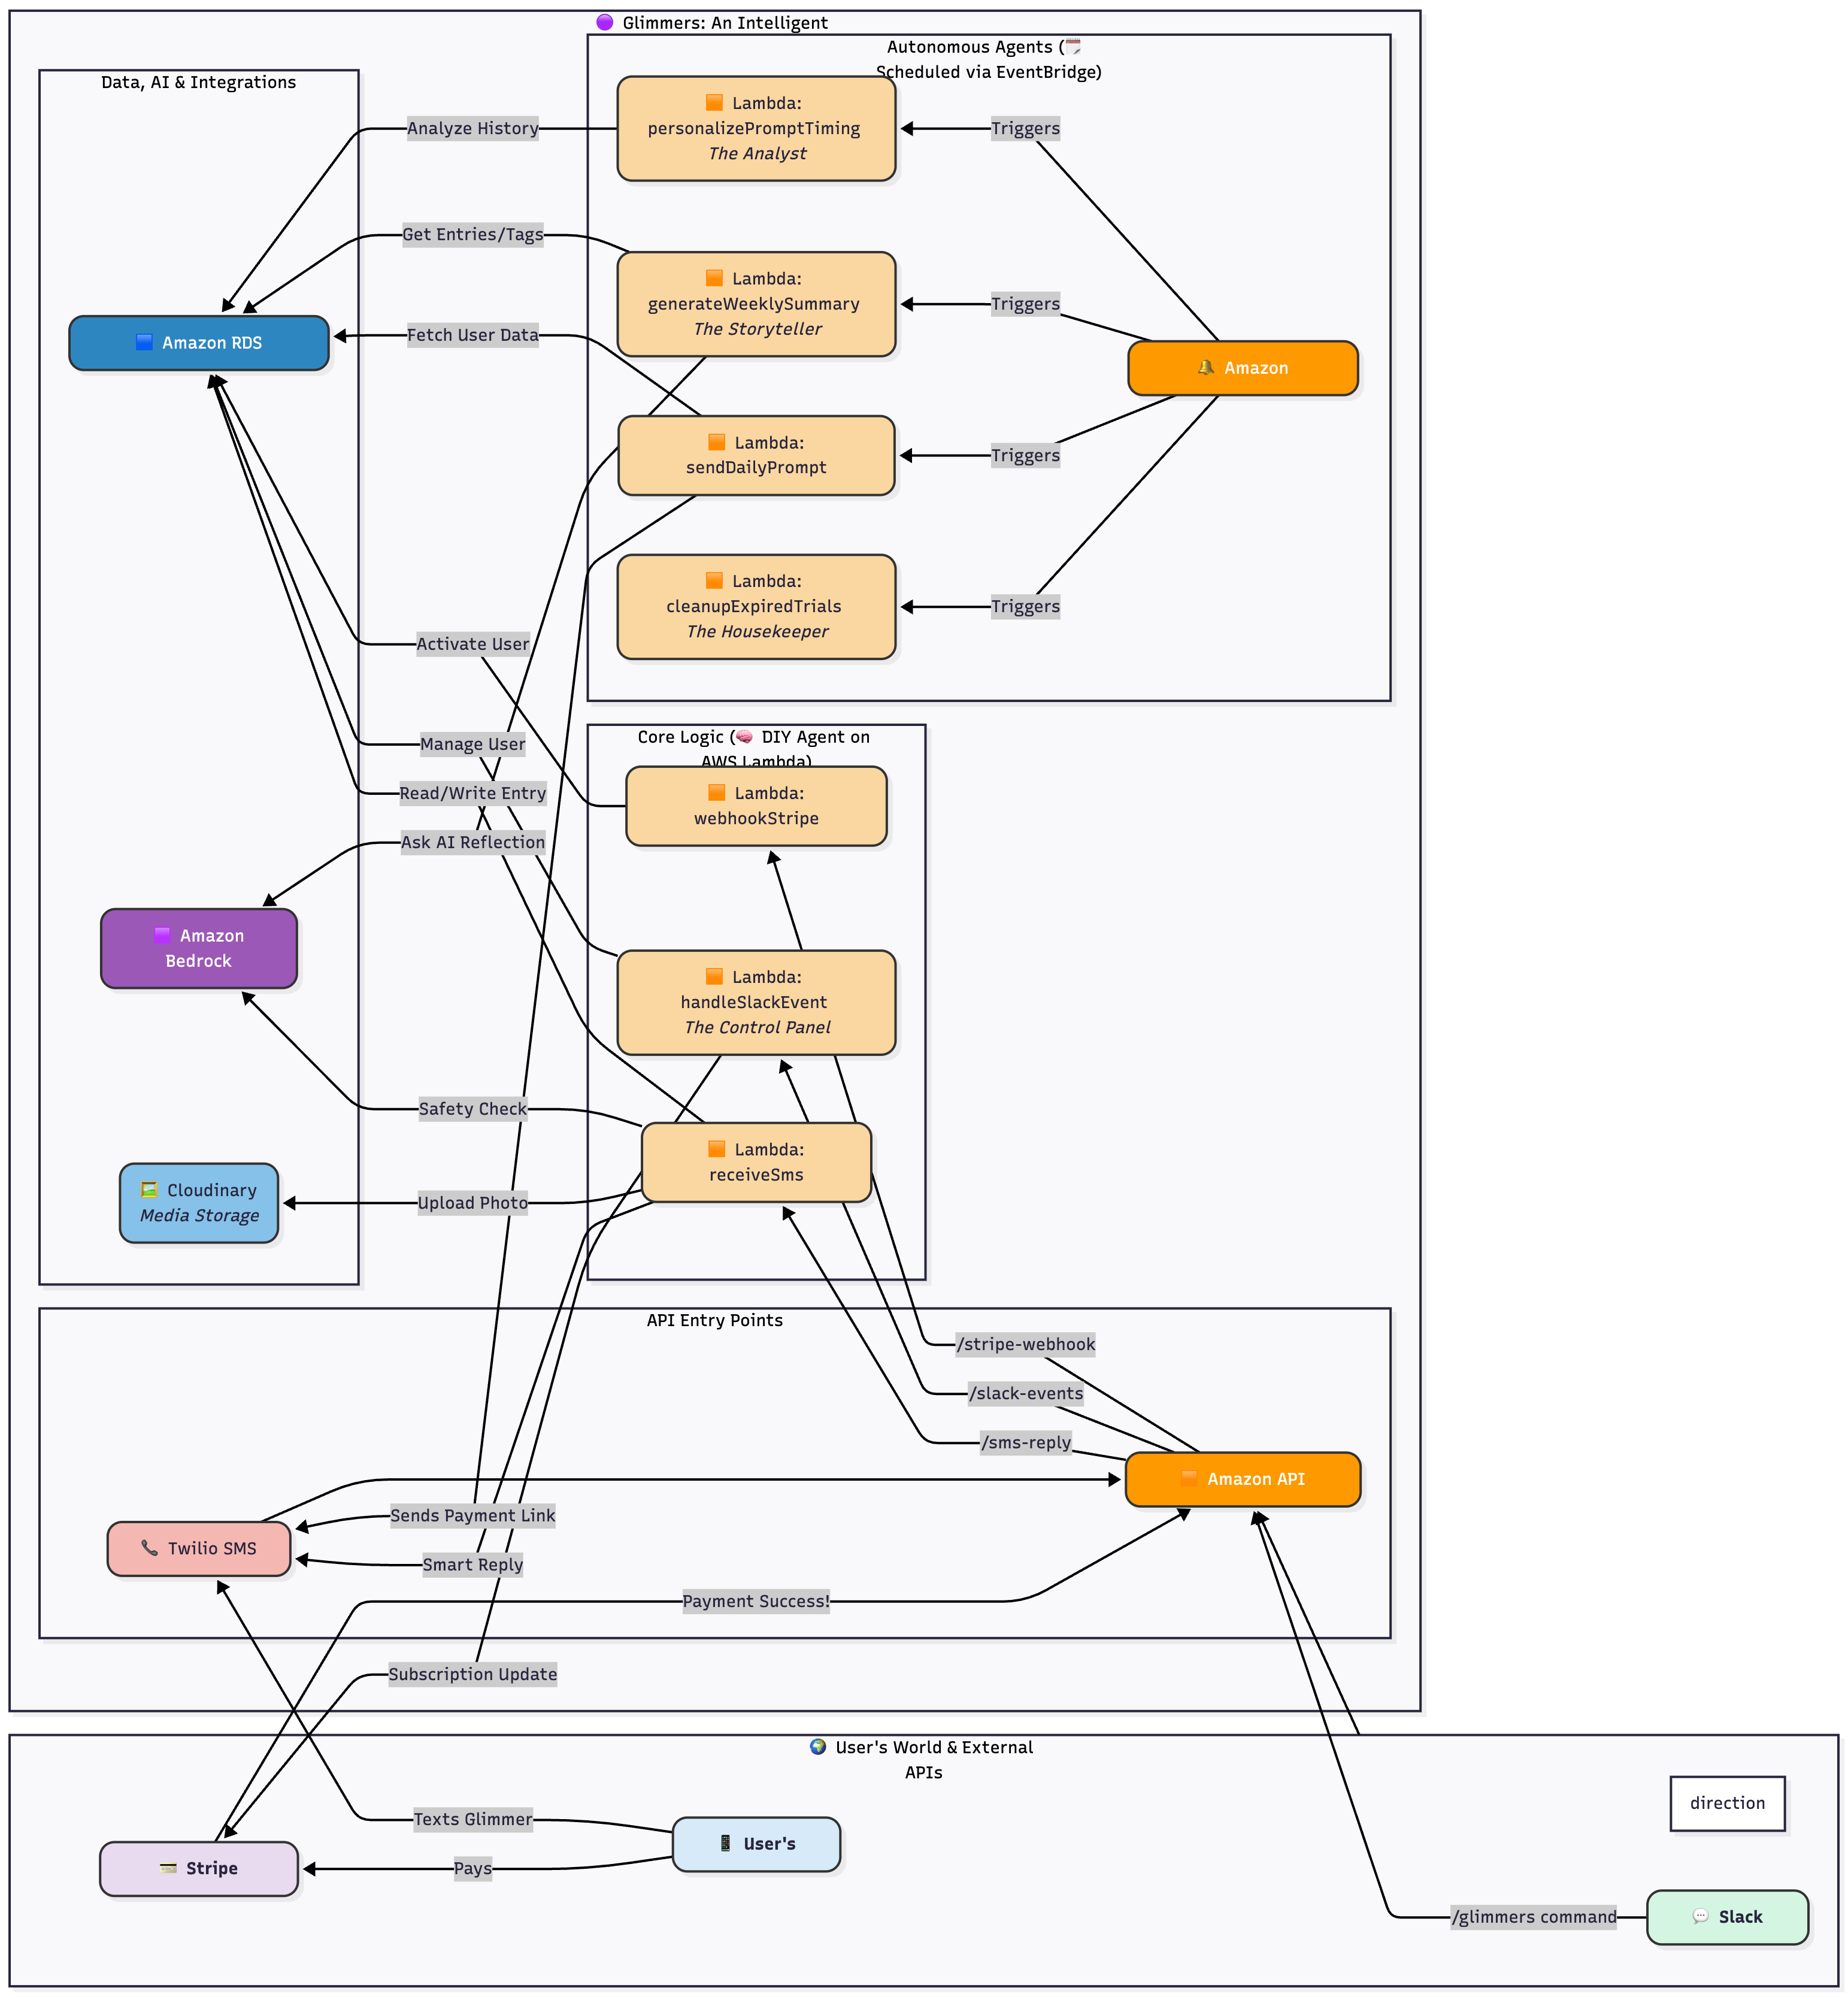 Glimmers: An Intelligent
Autonomous Agents (
Scheduled via EventBridge)
Data, AI & Integrations
Lambda:
personalizePromptTiming
The Analyst
Analyze History
Triggers
Get Entries/Tags
Lambda:
generateWeeklySummary
The Storyteller
Triggers
Fetch User Data
Amazon RDS
Amazon
Lambda:
sendDailyPrompt
Triggers
Lambda:
cleanupExpiredTrials
The Housekeeper
Triggers
Activate User
Core Logic ( DIY Agent on
AWS Lambda)
Manage User
Read/Write Entry
Ask AI Reflection
Lambda:
webhookStripe
Amazon
Bedrock
Lambda:
handleSlackEvent
The Control Panel
Safety Check
Lambda:
receiveSms
Cloudinary
Media Storage
Upload Photo
API Entry Points
/stripe-webhook
/slack-events
/sms-reply
Amazon API
Sends Payment Link
Twilio SMS
Smart Reply
Payment Success!
Subscription Update
User's World & External
APIs
direction
Texts Glimmer
User's
Stripe
Pays
/glimmers command
Slack